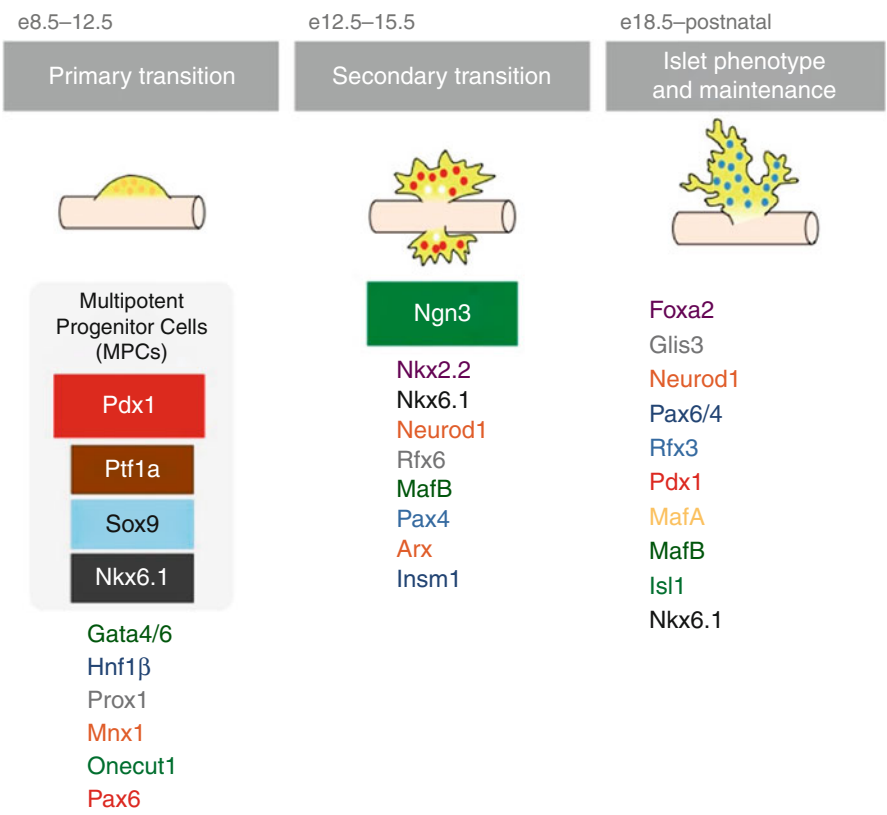 e8.5–12.5
Primary transition
Multipotent
Progenitor Cells
(MPCs)
Pdx1
Ptf1a
Sox9
Nkx6.1
Gata4/6
Hnf1β
Prox1
Mnx1
Onecut1
Pax6
e12.5–15.5
Secondary transition
Ngn3
Nkx2.2
Nkx6.1
Neurod1
Rfx6
MafB
Pax4
Arx
Insm1
e18.5–postnatal
Islet phenotype
and maintenance
Foxa2
Glis3
Neurod1
Pax6/4
Rfx3
Pdx1
MafA
MafB
Isl1
Nkx6.1